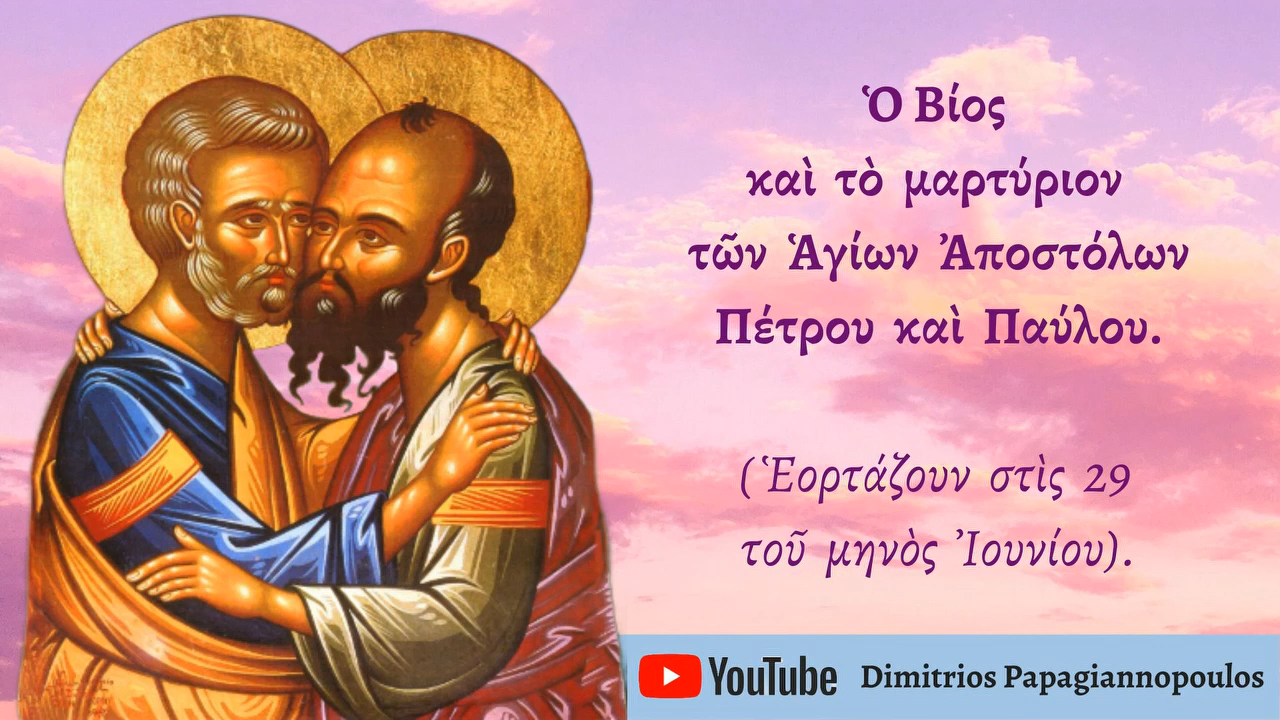 Ὁ Βίος
καὶ τὸ μαρτύριον
τῶν Ἁγίων Ἀποστόλων
Πέτρου καὶ Παύλου.
(Ἑορτάζουν στὶς 29
τοῦ μηνὸς Ἰουνίου).
YouTube Dimitrios Papagiannopoulos